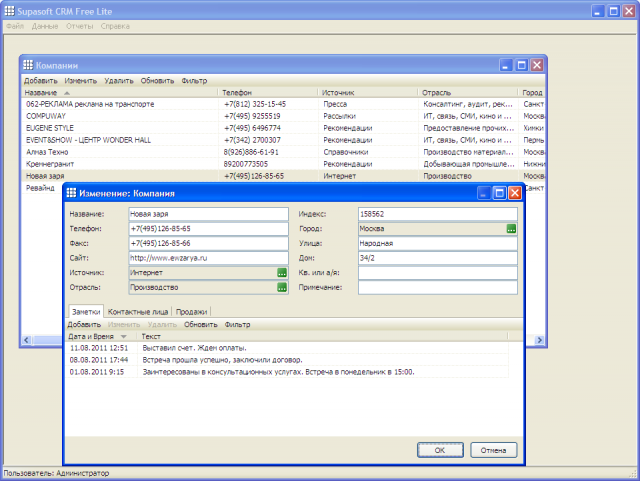 Supasoft CRM Free Lite
Файл Данные Отчеты Справка
Компании
Добавить Изменить Удалить Обновить Фильтр
Название Телефон Источник Отрасль Город
062-РЕКЛАМА реклана на транспорте +7(812) 325-15-45 Пресса Консалтинг, аудит, рек... Санкт
COMPUWAY +7(495) 9255519 Рассылки ИТ, связь, СМИ, кино и ... Москва
EUGENE STYLE +7(495) 6496774 Рекомендации Предоставление прочих... Химки
EVENT&SHOW - ЦЕНТР WONDER HALL +7(342) 2700307 Рекомендации ИТ, связь, СМИ, кино и ... Пермь
Алмаз Техно 8(926)886-61-91 Справочники Производство материал... Москва
Кремнегранит 89200773505 Рекомендации Добывающая промышле... Нижни
Новая заря +7(495)126-85-65 Интернет Производство Москва
Ревайнд Санкт
Изменение: Компания
Название: Новая заря Индекс: 158562
Телефон: +7(495)126-85-65 Город: Москва ...
Факс: +7(495)126-85-66 Улица: Народная
Сайт: http://www.ewzarya.ru Дом: 34/2
Источник: Интернет ... Кв. или а/я:
Отрасль: Производство ... Примечание:
Заметки Контактные лица Продажи
Добавить Изменить Удалить Обновить Фильтр
Дата и Время Текст
11.08.2011 12:51 Выставил счет. Ждем оплаты.
08.08.2011 17:44 Встреча прошла успешно, заключили договор.
01.08.2011 9:15 Заинтересованы в консультационных услугах. Встреча в понедельник в 15:00.
OK Отмена
Пользователь: Администратор